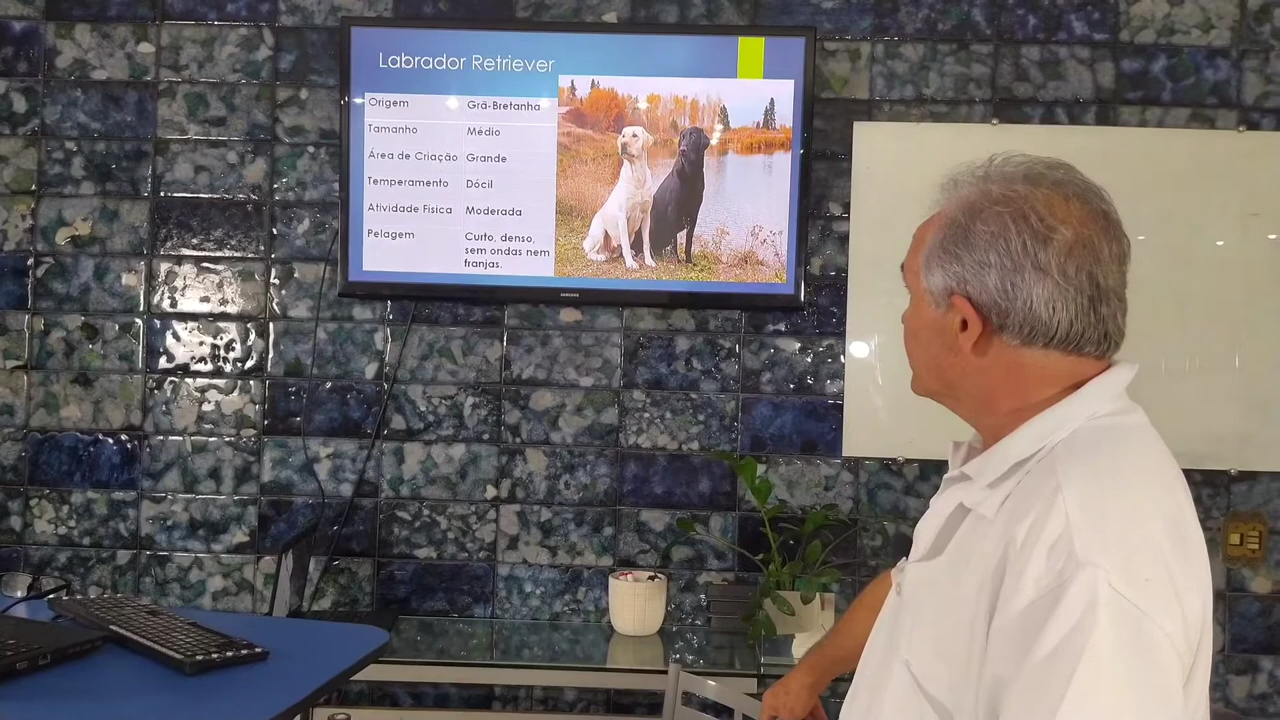 Labrador Retriever
Origem Grã-Bretanha
Tamanho Médio
Área de Criação Grande
Temperamento Dócil
Atividade Física Moderada
Pelagem Curto, denso,
sem ondas nem
franjas.
SAMSUNG